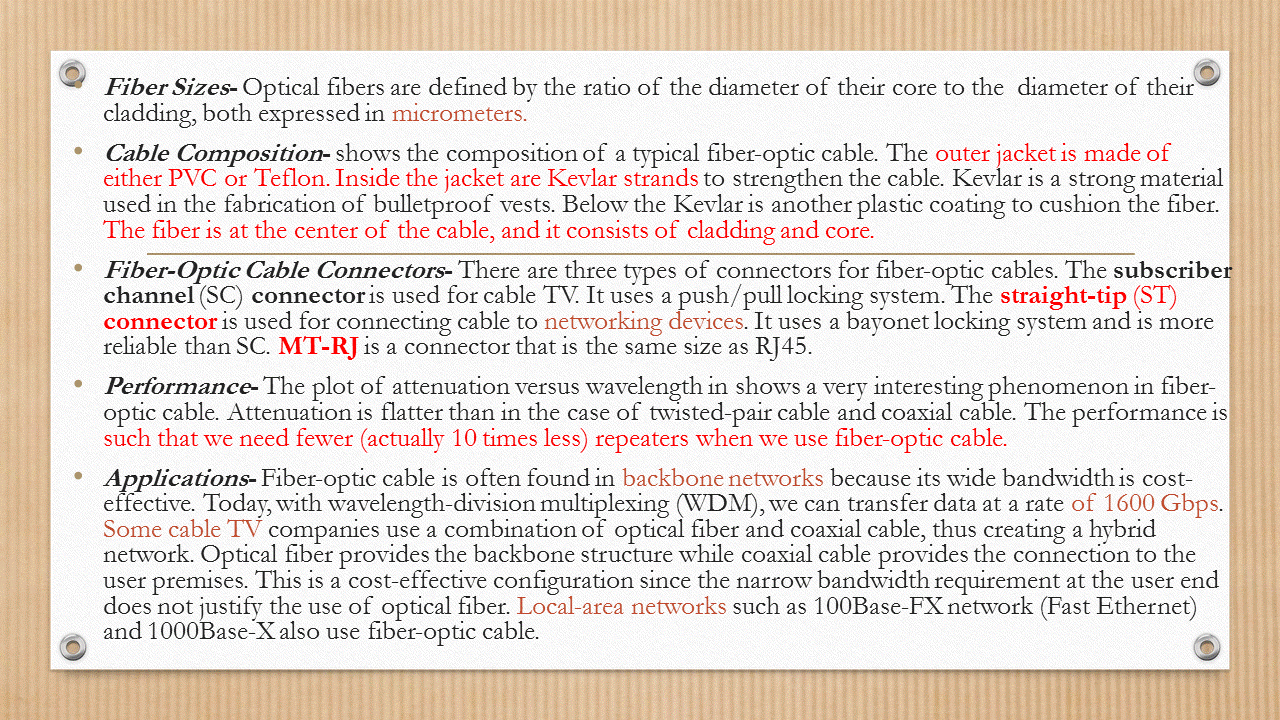 • Fiber Sizes- Optical fibers are defined by the ratio of the diameter of their core to the diameter of their
cladding, both expressed in micrometers.
• Cable Composition- shows the composition of a typical fiber-optic cable. The outer jacket is made of
either PVC or Teflon. Inside the jacket are Kevlar strands to strengthen the cable. Kevlar is a strong material
used in the fabrication of bulletproof vests. Below the Kevlar is another plastic coating to cushion the fiber.
The fiber is at the center of the cable, and it consists of cladding and core.
• Fiber-Optic Cable Connectors- There are three types of connectors for fiber-optic cables. The subscriber
channel (SC) connector is used for cable TV. It uses a push/pull locking system. The straight-tip (ST)
connector is used for connecting cable to networking devices. It uses a bayonet locking system and is more
reliable than SC. MT-RJ is a connector that is the same size as RJ45.
• Performance- The plot of attenuation versus wavelength in shows a very interesting phenomenon in fiber-
optic cable. Attenuation is flatter than in the case of twisted-pair cable and coaxial cable. The performance is
such that we need fewer (actually 10 times less) repeaters when we use fiber-optic cable.
• Applications- Fiber-optic cable is often found in backbone networks because its wide bandwidth is cost-
effective. Today, with wavelength-division multiplexing (WDM), we can transfer data at a rate of 1600 Gbps.
Some cable TV companies use a combination of optical fiber and coaxial cable, thus creating a hybrid
network. Optical fiber provides the backbone structure while coaxial cable provides the connection to the
user premises. This is a cost-effective configuration since the narrow bandwidth requirement at the user end
does not justify the use of optical fiber. Local-area networks such as 100Base-FX network (Fast Ethernet)
and 1000Base-X also use fiber-optic cable.